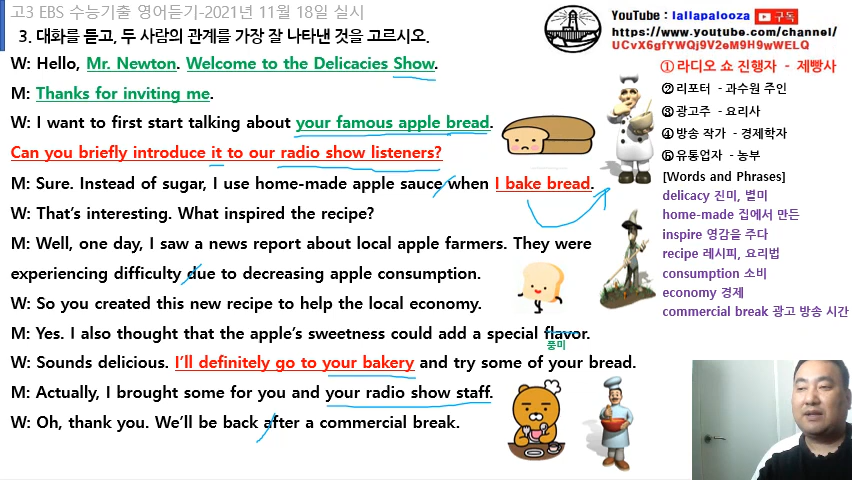 고3 EBS 수능기출 영어듣기-2021년 11월 18일 실시
3. 대화를 듣고, 두 사람의 관계를 가장 잘 나타낸 것을 고르시오.
W: Hello, Mr. Newton. Welcome to the Delicacies Show.
M: Thanks for inviting me.
W: I want to first start talking about your famous apple bread.
Can you briefly introduce it to our radio show listeners?
M: Sure. Instead of sugar, I use home-made apple sauce when I bake bread.
W: That's interesting. What inspired the recipe?
M: Well, one day, I saw a news report about local apple farmers. They were
experiencing difficulty due to decreasing apple consumption.
W: So you created this new recipe to help the local economy.
M: Yes. I also thought that the apple's sweetness could add a special flavor.
풍미
W: Sounds delicious. I'll definitely go to your bakery and try some of your bread.
M: Actually, I brought some for you and your radio show staff.
W: Oh, thank you. We'll be back after a commercial break.
YouTube : lallapalooza 구독
https://www.youtube.com/channel/
UCvX6gfYWQj9V2eM9H9wWELQ
① 라디오 쇼 진행자 - 제빵사
② 리포터 - 과수원 주인
③ 광고주 - 요리사
④ 방송 작가 - 경제학자
⑤ 유통업자 - 농부
[Words and Phrases]
delicacy 진미, 별미
home-made 집에서 만든
inspire 영감을 주다
recipe 레시피, 요리법
consumption 소비
economy 경제
commercial break 광고 방송 시간